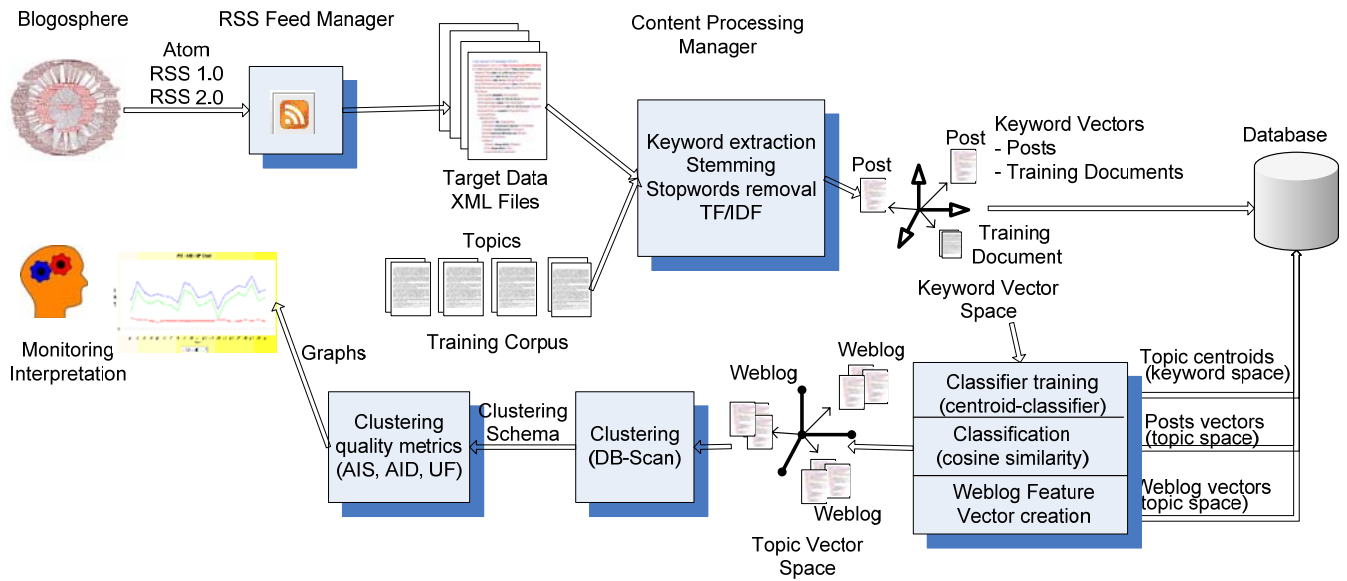 Blogosphere
RSS Feed Manager
Content Processing
Manager
Atom
RSS 1.0
RSS 2.0
Target Data
XML Files
Topics
Training Corpus
Keyword extraction
Stemming
Stopwords removal
TF/IDF
Post
Post
Keyword Vectors
- Posts
- Training Documents
Training
Document
Database
Keyword Vector
Space
Classifier training
(centroid-classifier)
Classification
(cosine similarity)
Weblog Feature
Vector creation
Topic centroids
(keyword space)
Posts vectors
(topic space)
Weblog vectors
(topic space)
Weblog
Weblog
Weblog
Topic Vector
Space
Clustering
(DB-Scan)
Clustering
Schema
Clustering
quality metrics
(AIS, AID, UF)
Graphs
Monitoring
Interpretation